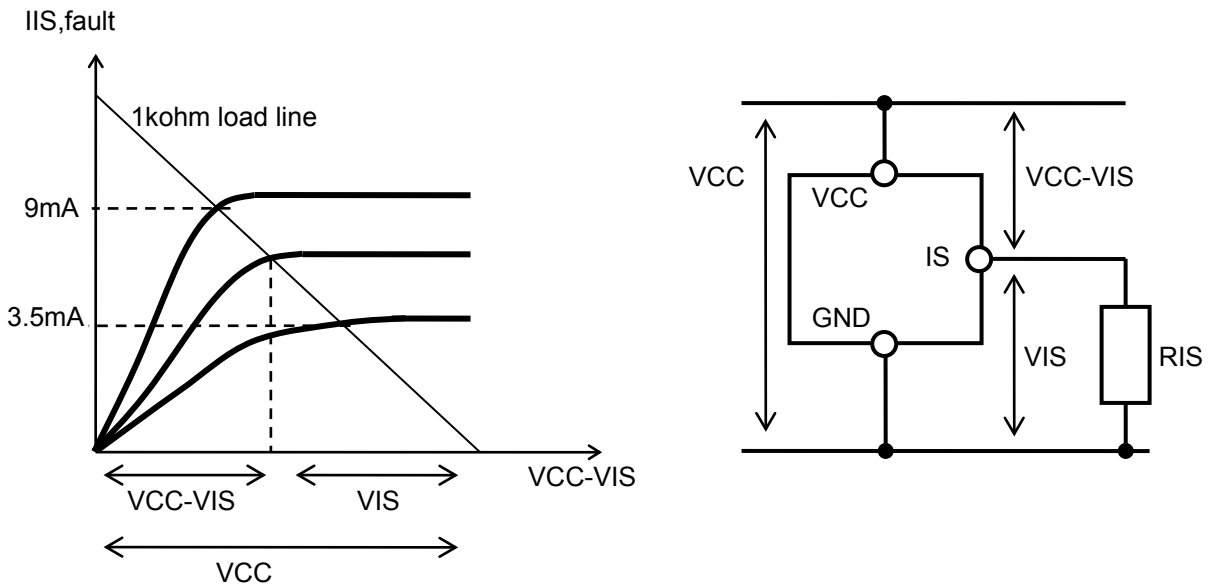 IIS,fault
1kohm load line
9mA
3.5mA
VCC-VIS
VCC-VIS
VIS
VCC
VCC
VCC
VCC-VIS
IS
GND
VIS
RIS